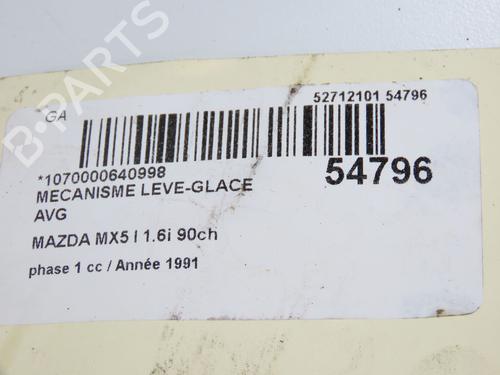 GA
52712101 54796
*1070000640998
54796
MECANISME LEVE-GLACE
AVG
MAZDA MX5 I 1.6i 90ch
phase 1 cc / Année 1991
B-PARTS